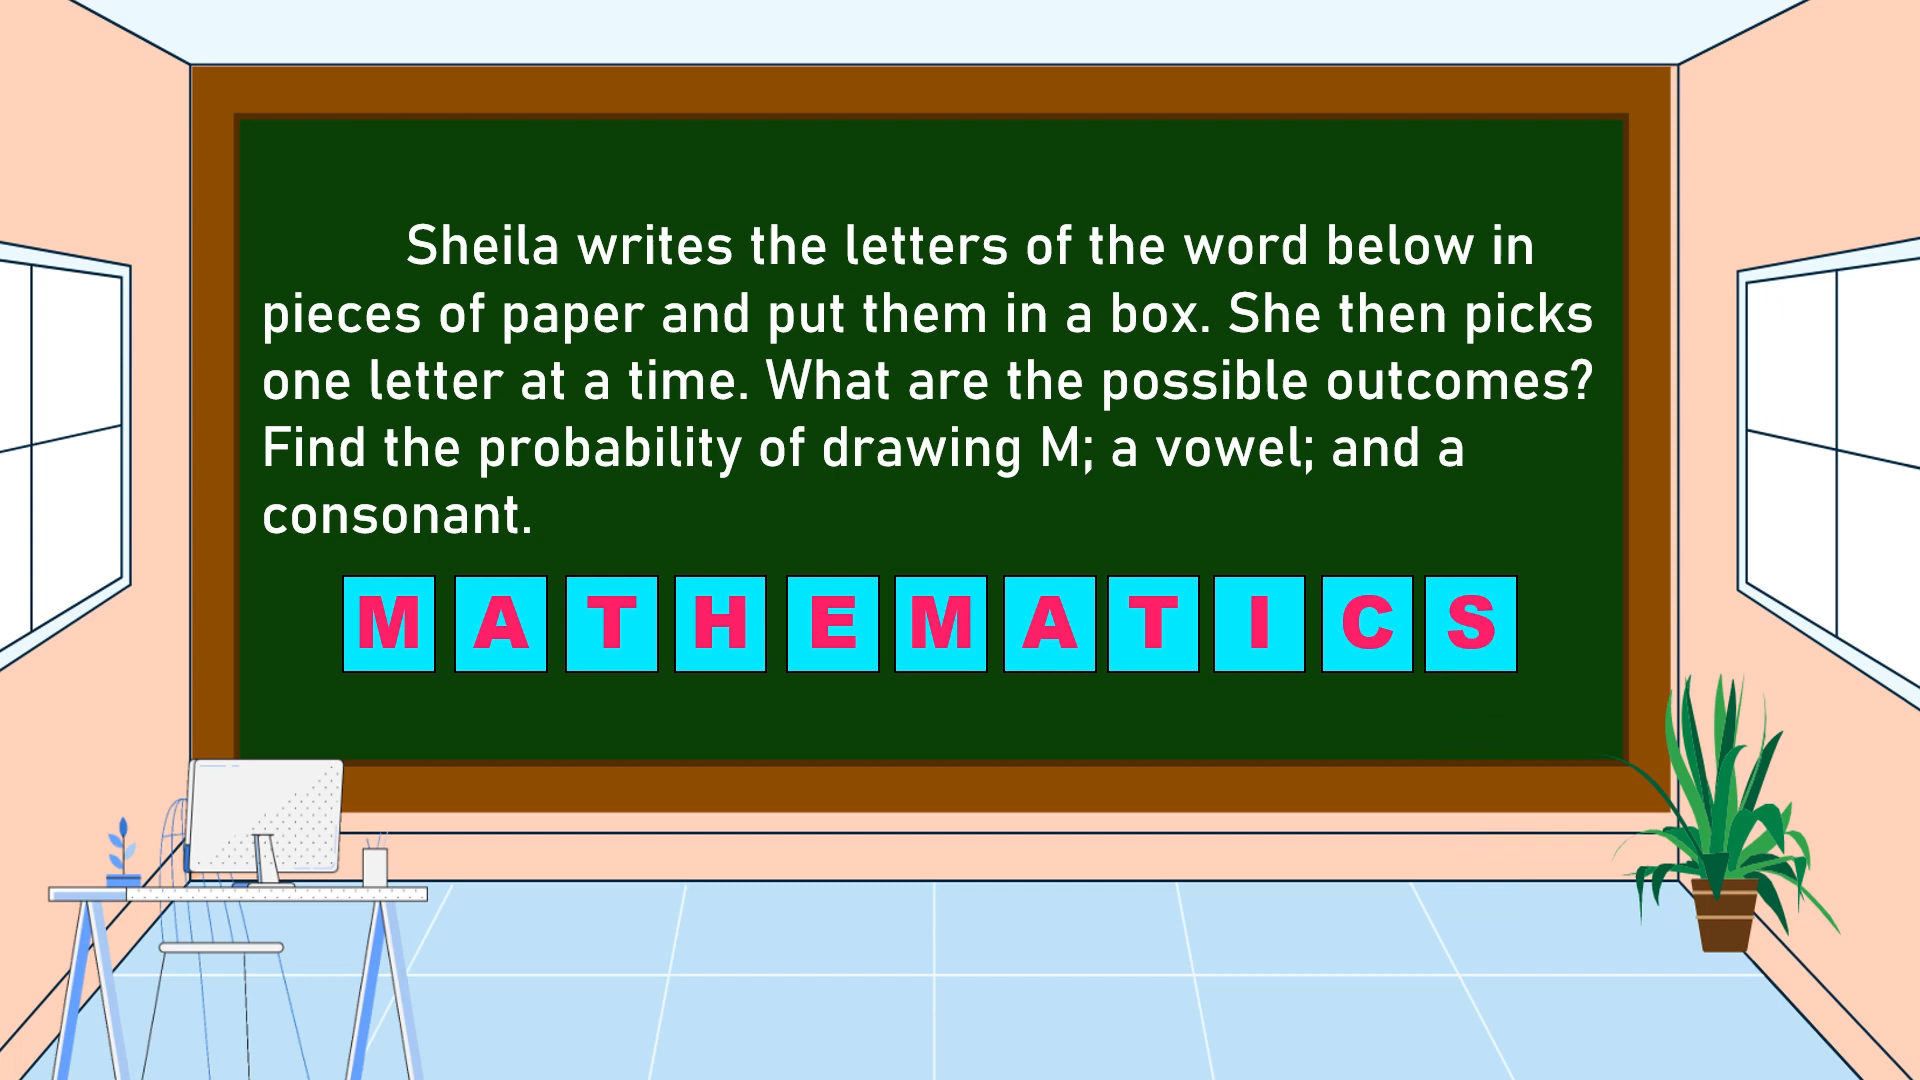 Sheila writes the letters of the word below in
pieces of paper and put them in a box. She then picks
one letter at a time. What are the possible outcomes?
Find the probability of drawing M; a vowel; and a
consonant.
M A T H E M A T I C S